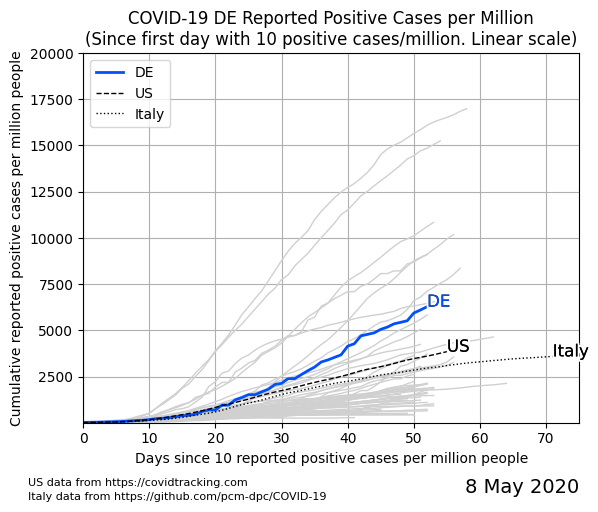 COVID-19 DE Reported Positive Cases per Million
(Since first day with 10 positive cases/million. Linear scale)
Cumulative reported positive cases per million people
20000
17500
15000
12500
10000
7500
5000
2500
DE
US
Italy
DE
US
Italy
0
10
20
30
40
50
60
70
Days since 10 reported positive cases per million people
US data from https://covidtracking.com
Italy data from https://github.com/pcm-dpc/COVID-19
8 May 2020